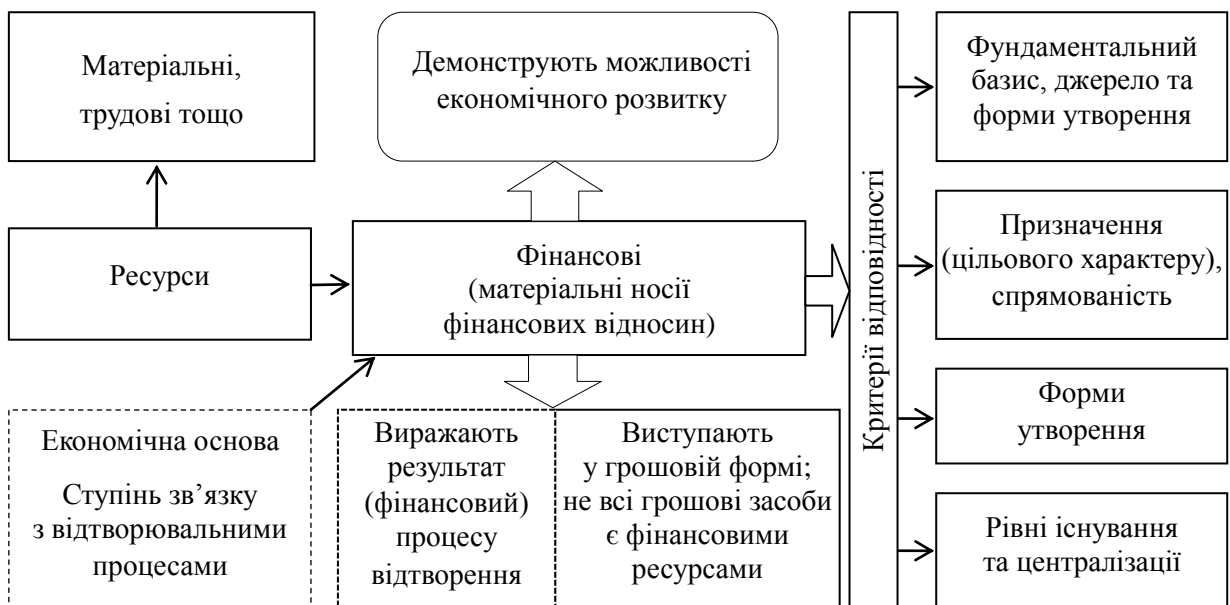 Матеріальні,
трудові тощо
Демонструють можливості
економічного розвитку
Фундаментальний
базис, джерело та
форми утворення
Ресурси
Фінансові
(матеріальні носії
фінансових відносин)
Критерії відповідності
Призначення
(цільового характеру),
спрямованість
Економічна основа
Ступінь зв’язку
з відтворювальними
процесами
Виражають
результат
(фінансовий)
процесу
відтворення
Виступають
у грошовій формі;
не всі грошові засоби
є фінансовими
ресурсами
Форми
утворення
Рівні існування
та централізації